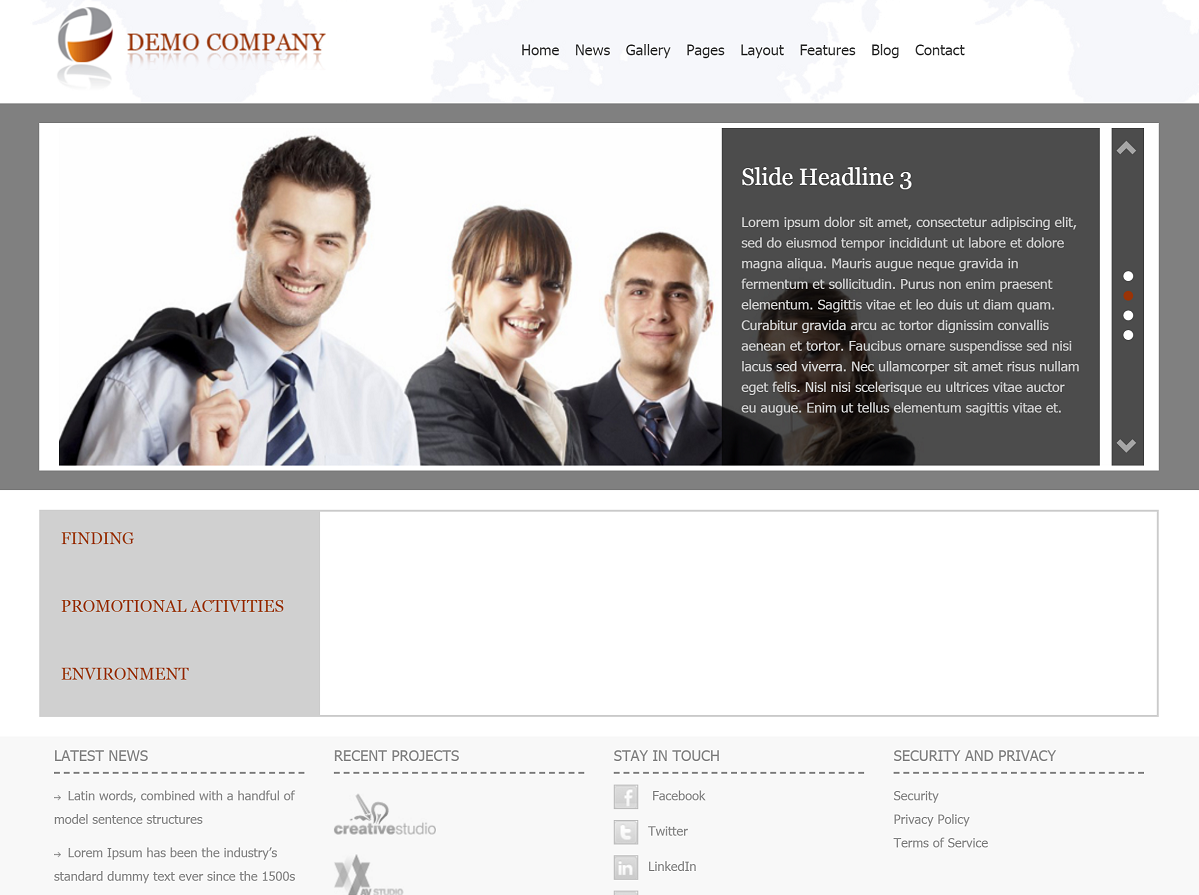 DEMO COMPANY
Home News Gallery Pages Layout Features Blog Contact
Slide Headline 3
Lorem ipsum dolor sit amet, consectetur adipiscing elit,
sed do eiusmod tempor incididunt ut labore et dolore
magna aliqua. Mauris augue neque gravida in
fermentum et sollicitudin. Purus non enim praesent
elementum. Sagittis vitae et leo duis ut diam quam.
Curabitur gravida arcu ac tortor dignissim convallis
aenean et tortor. Faucibus ornare suspendisse sed nisi
lacus sed viverra. Nec ullamcorper sit amet risus nullam
eget felis. Nisl nisi scelerisque eu ultrices vitae auctor
eu augue. Enim ut tellus elementum sagittis vitae et.
FINDING
PROMOTIONAL ACTIVITIES
ENVIRONMENT
LATEST NEWS
→ Latin words, combined with a handful of
model sentence structures
→ Lorem Ipsum has been the industry’s
standard dummy text ever since the 1500s
RECENT PROJECTS
creativestudio
AV STUDIO
STAY IN TOUCH
Facebook
Twitter
LinkedIn
SECURITY AND PRIVACY
Security
Privacy Policy
Terms of Service